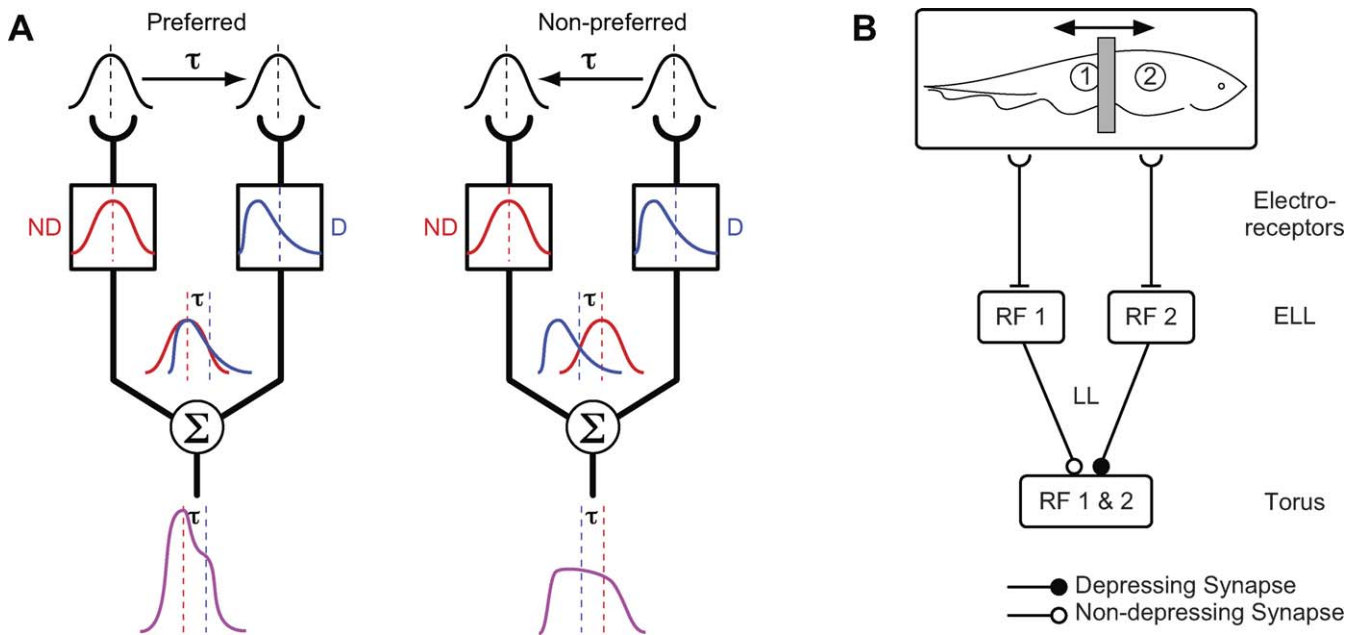 A
Preferred
τ
ND
D
τ
Σ
τ
Non-preferred
τ
ND
D
τ
Σ
τ
B
1
2
Electro-
receptors
RF 1
RF 2
ELL
LL
RF 1 & 2
Torus
Depressing Synapse
Non-depressing Synapse